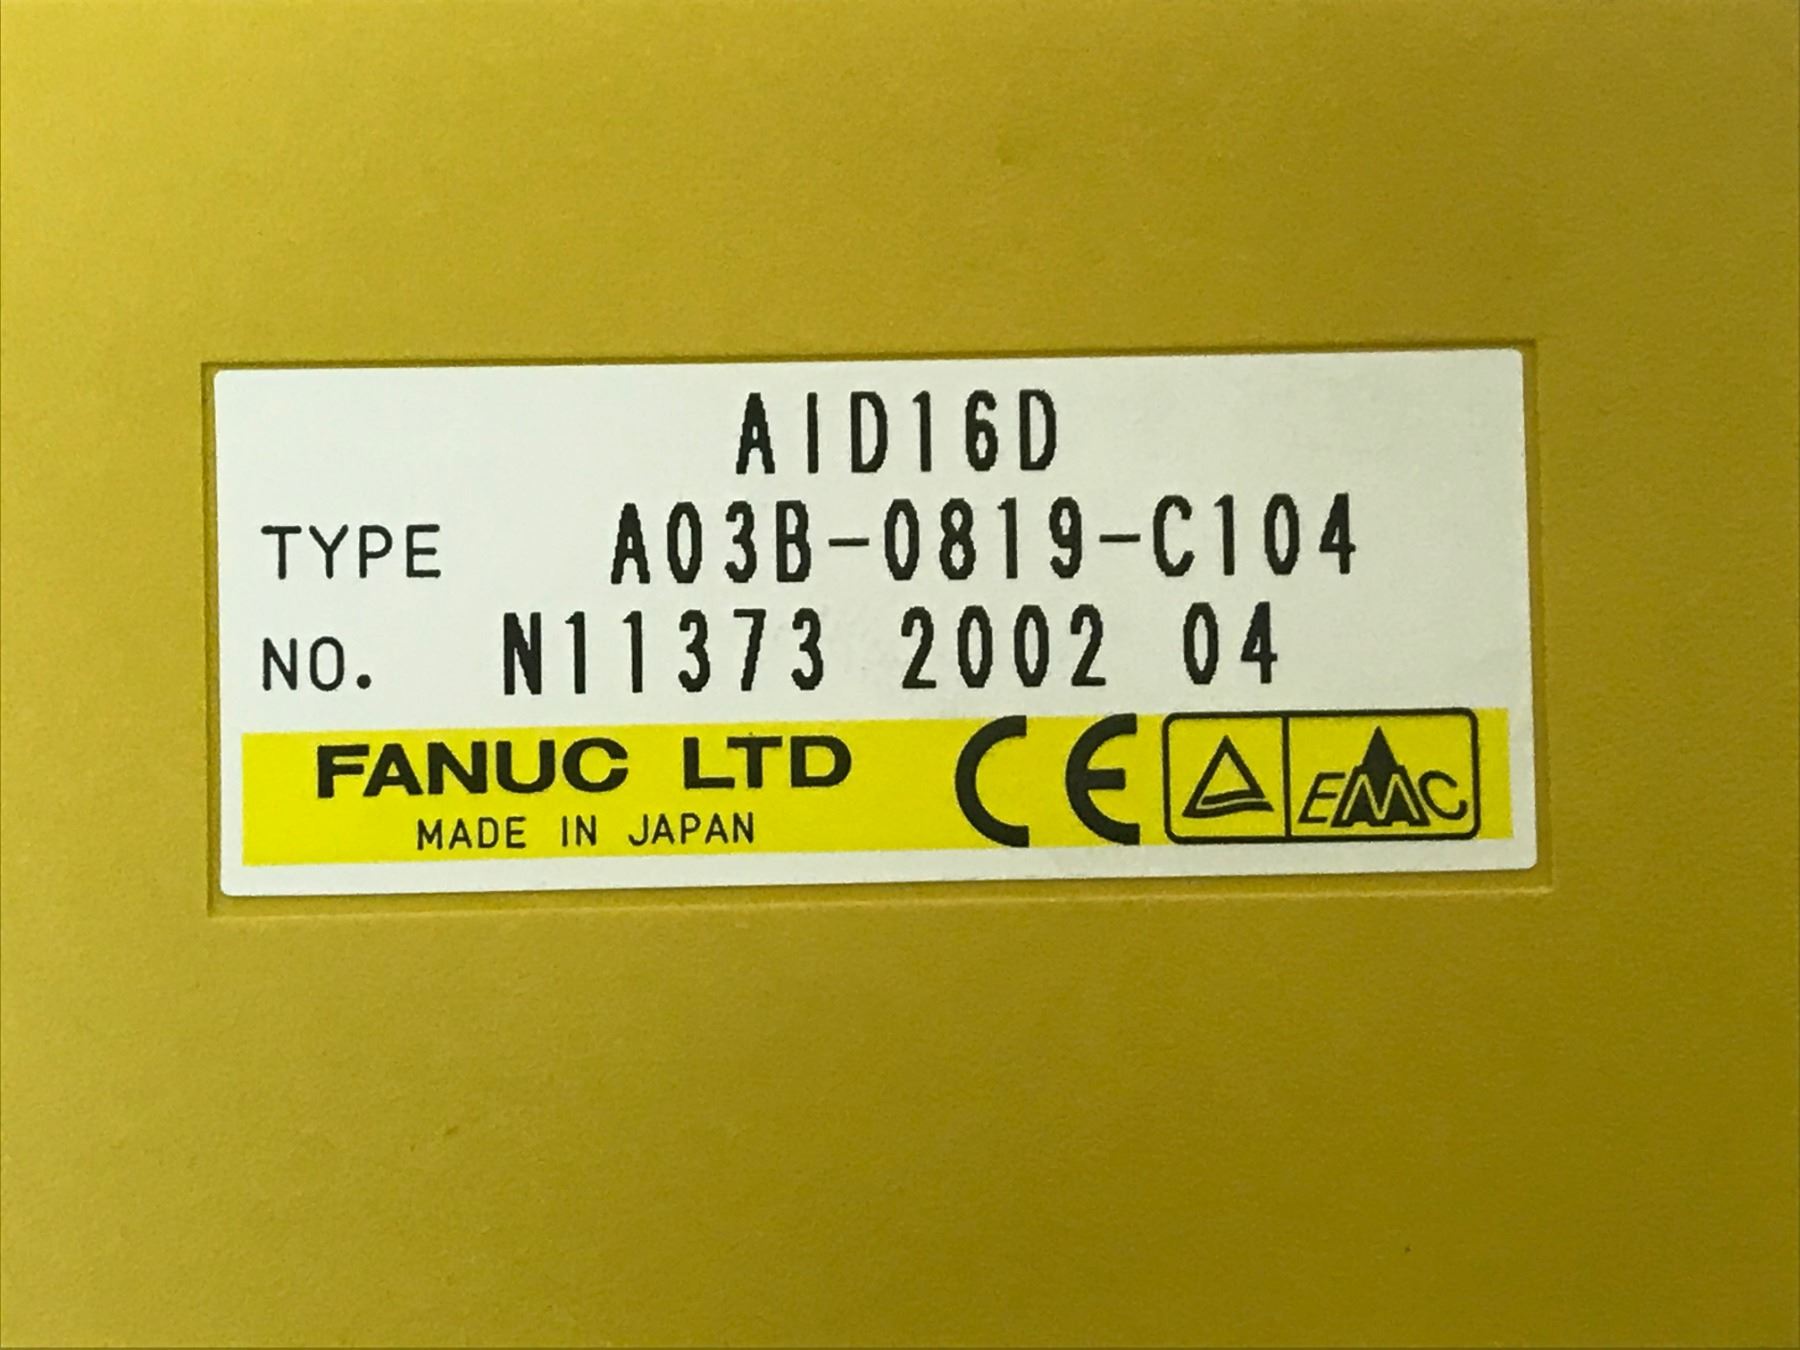 AID16D
TYPE A03B-0819-C104
NO. N11373 2002 04
FANUC LTD CE EMC
MADE IN JAPAN